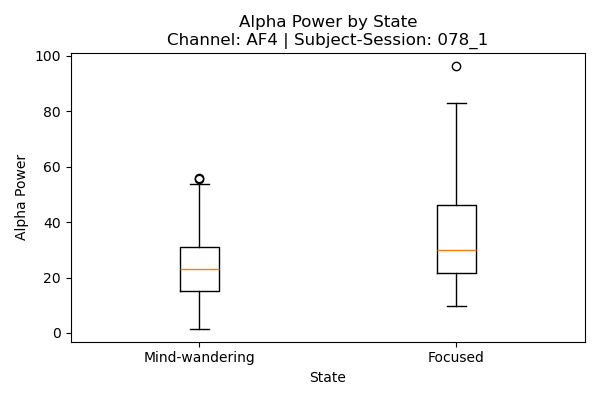 Alpha Power by State
Channel: AF4 | Subject-Session: 078_1
100
80
60
40
20
0
Alpha Power
Mind-wandering
Focused
State